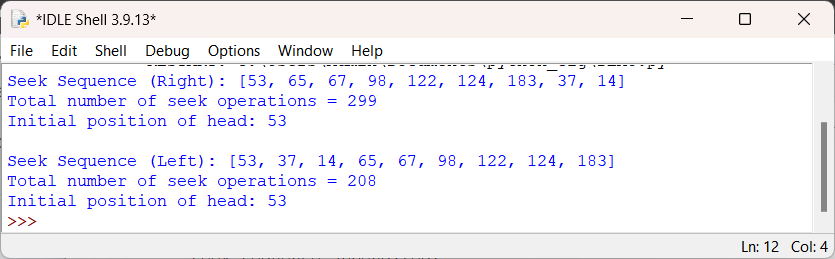 *IDLE Shell 3.9.13*
File Edit Shell Debug Options Window Help
Seek Sequence (Right): [53, 65, 67, 98, 122, 124, 183, 37, 14]
Total number of seek operations = 299
Initial position of head: 53
Seek Sequence (Left): [53, 37, 14, 65, 67, 98, 122, 124, 183]
Total number of seek operations = 208
Initial position of head: 53
>>>
Ln: 12 Col: 4